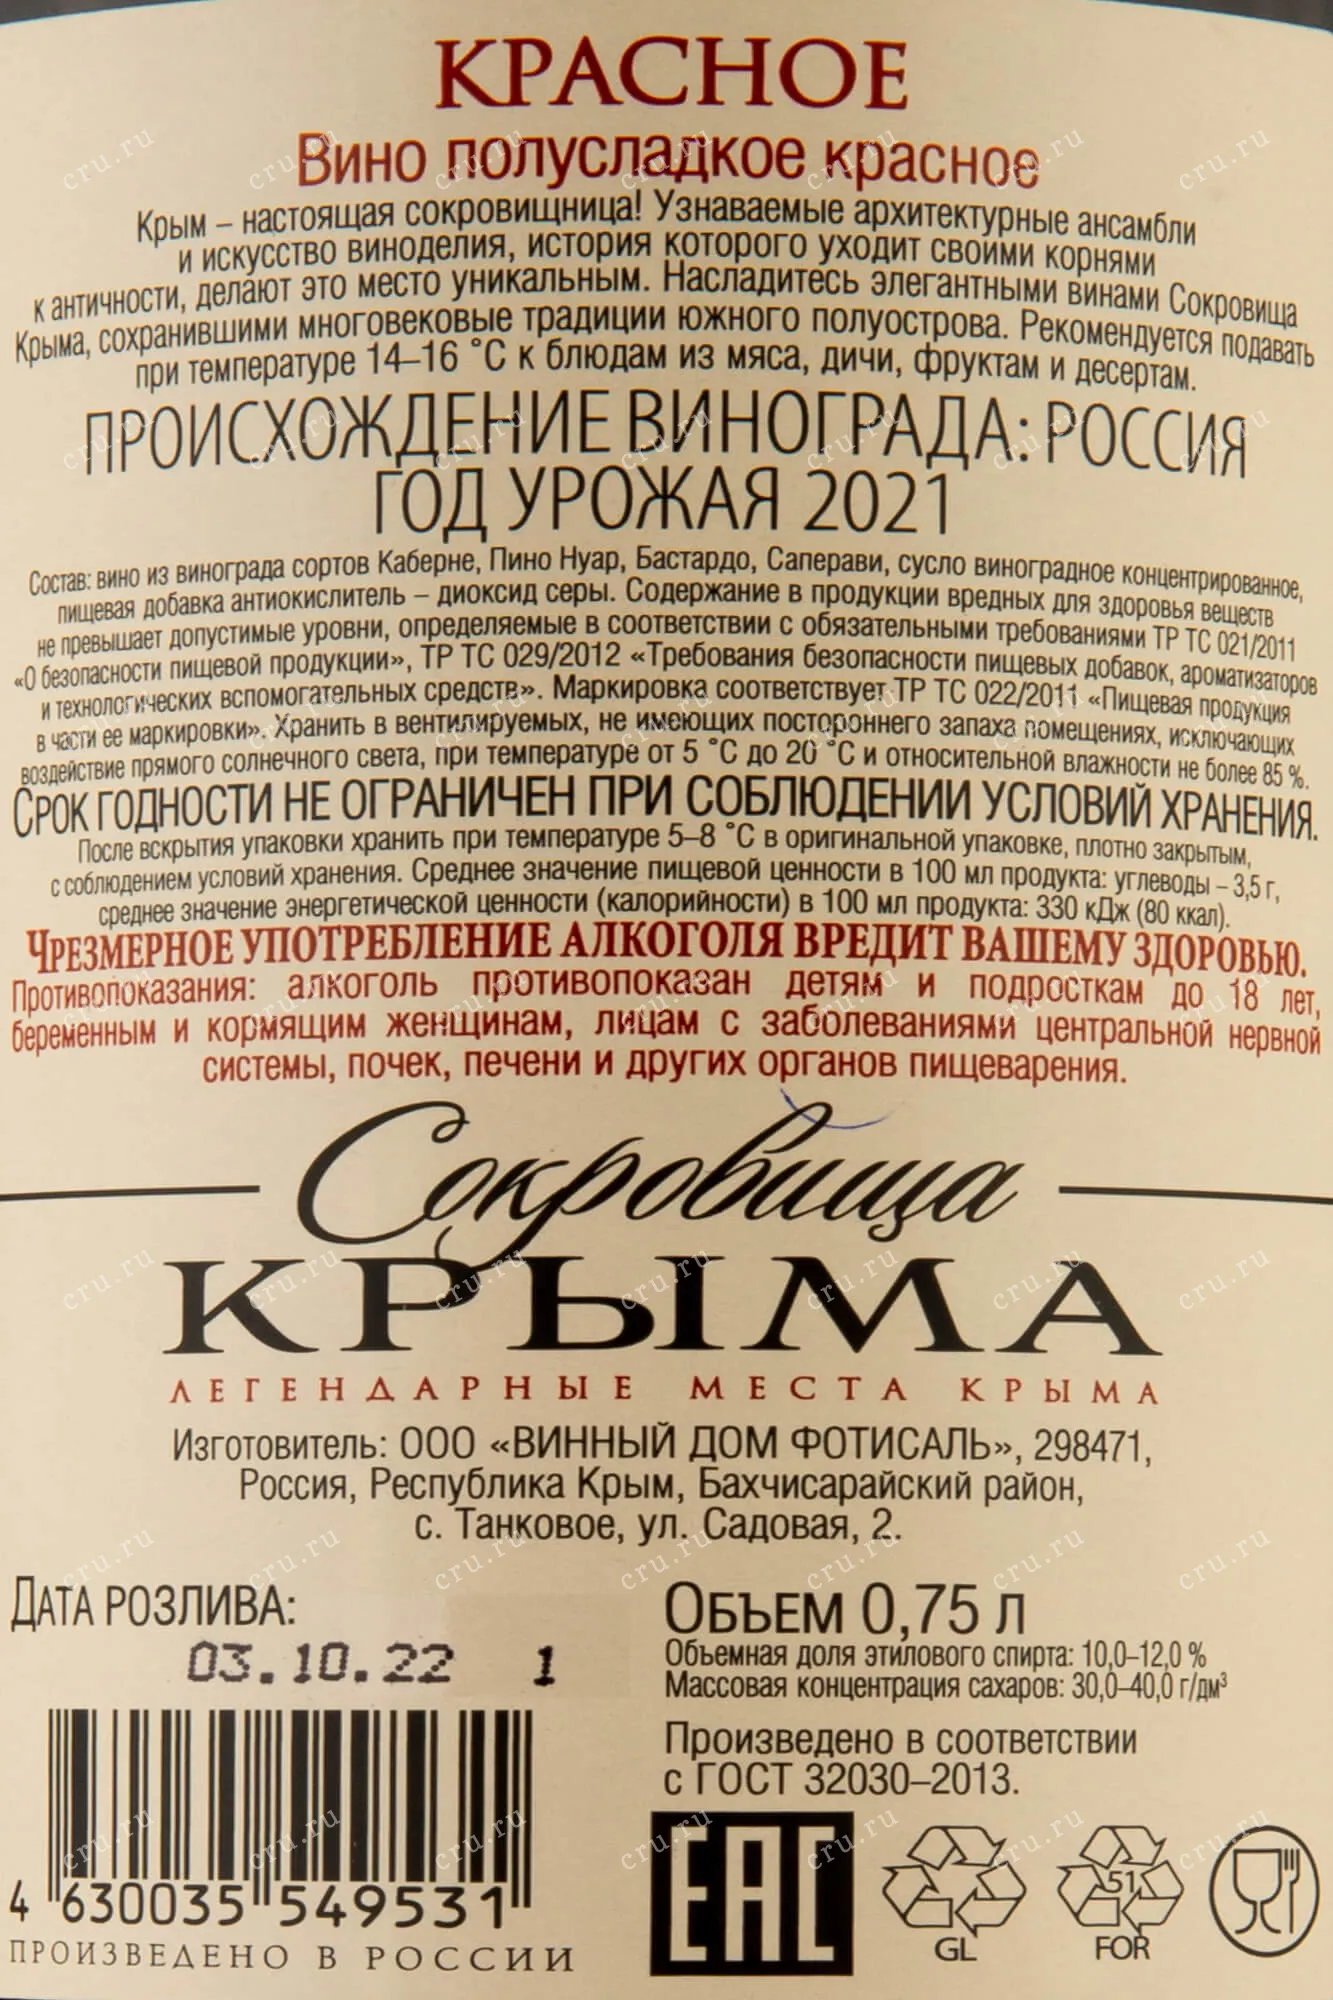 КРАСНОЕ
Вино полусладкое красное
Крым – настоящая сокровищница! Узнаваемые архитектурные ансамбли
и искусство виноделия, история которого уходит своими корнями
к античности, делают это место уникальным. Насладитесь элегантными винами Сокровища
Крыма, сохранившими многовековые традиции южного полуострова. Рекомендуется подавать
при температуре 14–16 °С к блюдам из мяса, дичи, фруктам и десертам.
ПРОИСХОЖДЕНИЕ ВИНОГРАДА: РОССИЯ
ГОД УРОЖАЯ 2021
Состав: вино из винограда сортов Каберне, Пино Нуар, Бастардо, Саперави, сусло виноградное концентрированное,
пищевая добавка антиокислитель – диоксид серы. Содержание в продукции вредных для здоровья веществ
не превышает допустимые уровни, определяемые в соответствии с обязательными требованиями ТР ТС 021/2011
«О безопасности пищевой продукции», ТР ТС 029/2012 «Требования безопасности пищевых добавок, ароматизаторов
и технологических вспомогательных средств». Маркировка соответствует ТР ТС 022/2011 «Пищевая продукция
в части ее маркировки». Хранить в вентилируемых, не имеющих постороннего запаха помещениях, исключающих
воздействие прямого солнечного света, при температуре от 5 °С до 20 °С и относительной влажности не более 85 %.
СРОК ГОДНОСТИ НЕ ОГРАНИЧЕН ПРИ СОБЛЮДЕНИИ УСЛОВИЙ ХРАНЕНИЯ.
После вскрытия упаковки хранить при температуре 5–8 °С в оригинальной упаковке, плотно закрытым,
с соблюдением условий хранения. Среднее значение пищевой ценности в 100 мл продукта: углеводы – 3,5 г,
среднее значение энергетической ценности (калорийности) в 100 мл продукта: 330 кДж (80 ккал).
ЧРЕЗМЕРНОЕ УПОТРЕБЛЕНИЕ АЛКОГОЛЯ ВРЕДИТ ВАШЕМУ ЗДОРОВЬЮ.
Противопоказания: алкоголь противопоказан детям и подросткам до 18 лет,
беременным и кормящим женщинам, лицам с заболеваниями центральной нервной
системы, почек, печени и других органов пищеварения.
Сокровища
КРЫМА
ЛЕГЕНДАРНЫЕ МЕСТА КРЫМА
Изготовитель: ООО «ВИННЫЙ ДОМ ФОТИСАЛЬ», 298471,
Россия, Республика Крым, Бахчисарайский район,
с. Танковое, ул. Садовая, 2.
ДАТА РОЗЛИВА:
03.10.22 1
4 630035 549531
ПРОИЗВЕДЕНО В РОССИИ
ОБЪЕМ 0,75 Л
Объемная доля этилового спирта: 10,0–12,0 %
Массовая концентрация сахаров: 30,0–40,0 г/дм³
Произведено в соответствии
с ГОСТ 32030–2013.
EAC
GL
51
FOR
cru.ru